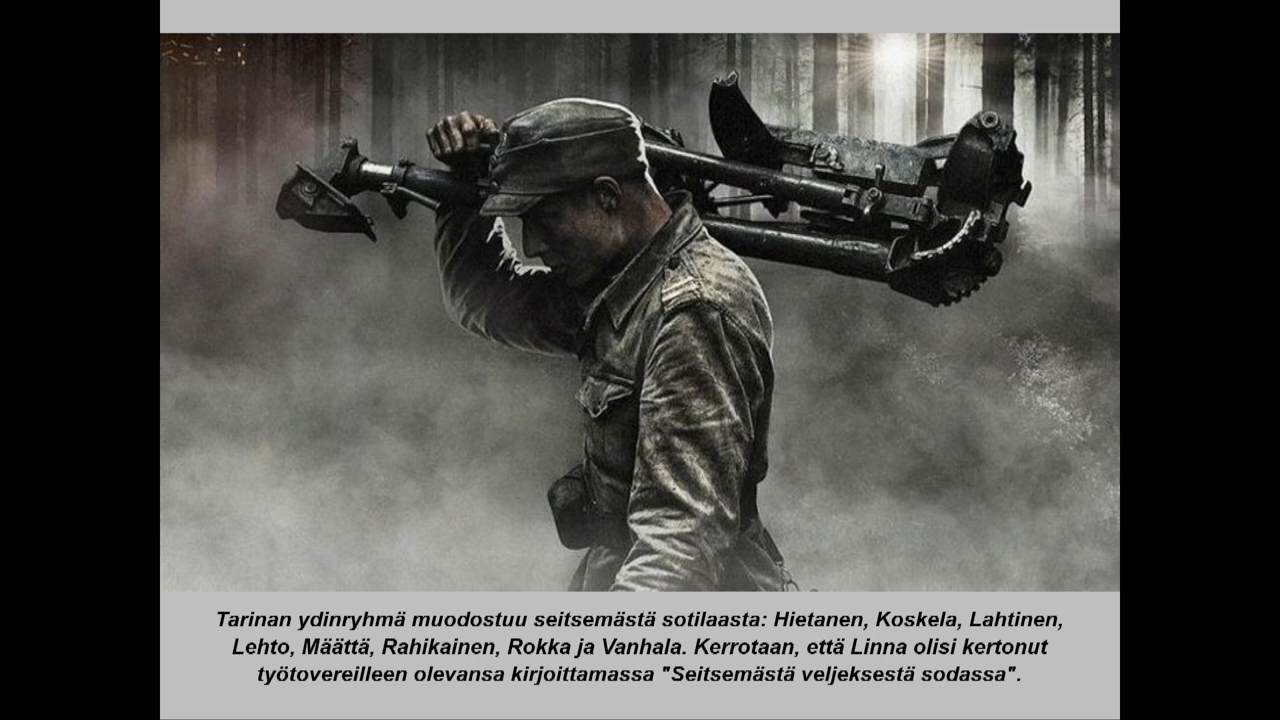 Tarinan ydinryhmä muodostuu seitsemästä sotilaasta: Hietanen, Koskela, Lahtinen,
Lehto, Määttä, Rahikainen, Rokka ja Vanhala. Kerrotaan, että Linna olisi kertonut
työtovereilleen olevansa kirjoittamassa "Seitsemästä veljeksestä sodassa".